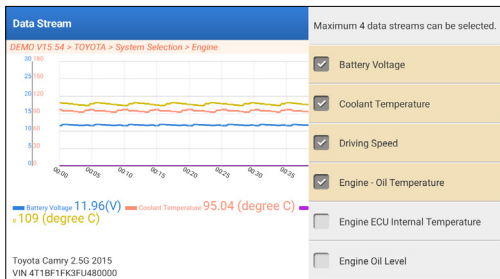 Data Stream
DEMO V15.54 > TOYOTA > System Selection > Engine
30 180
25 150
20 120
15 90
10 60
5 30
0 0
00:00 00:05 00:10 00:15 00:20 00:25 00:30 00:35
Battery Voltage 11.96(V) Coolant Temperature 95.04 (degree C)
e 109 (degree C)
Toyota Camry 2.5G 2015
VIN 4T1BF1FK3FU480000
Maximum 4 data streams can be selected.
Battery Voltage
Coolant Temperature
Driving Speed
Engine - Oil Temperature
Engine ECU Internal Temperature
Engine Oil Level